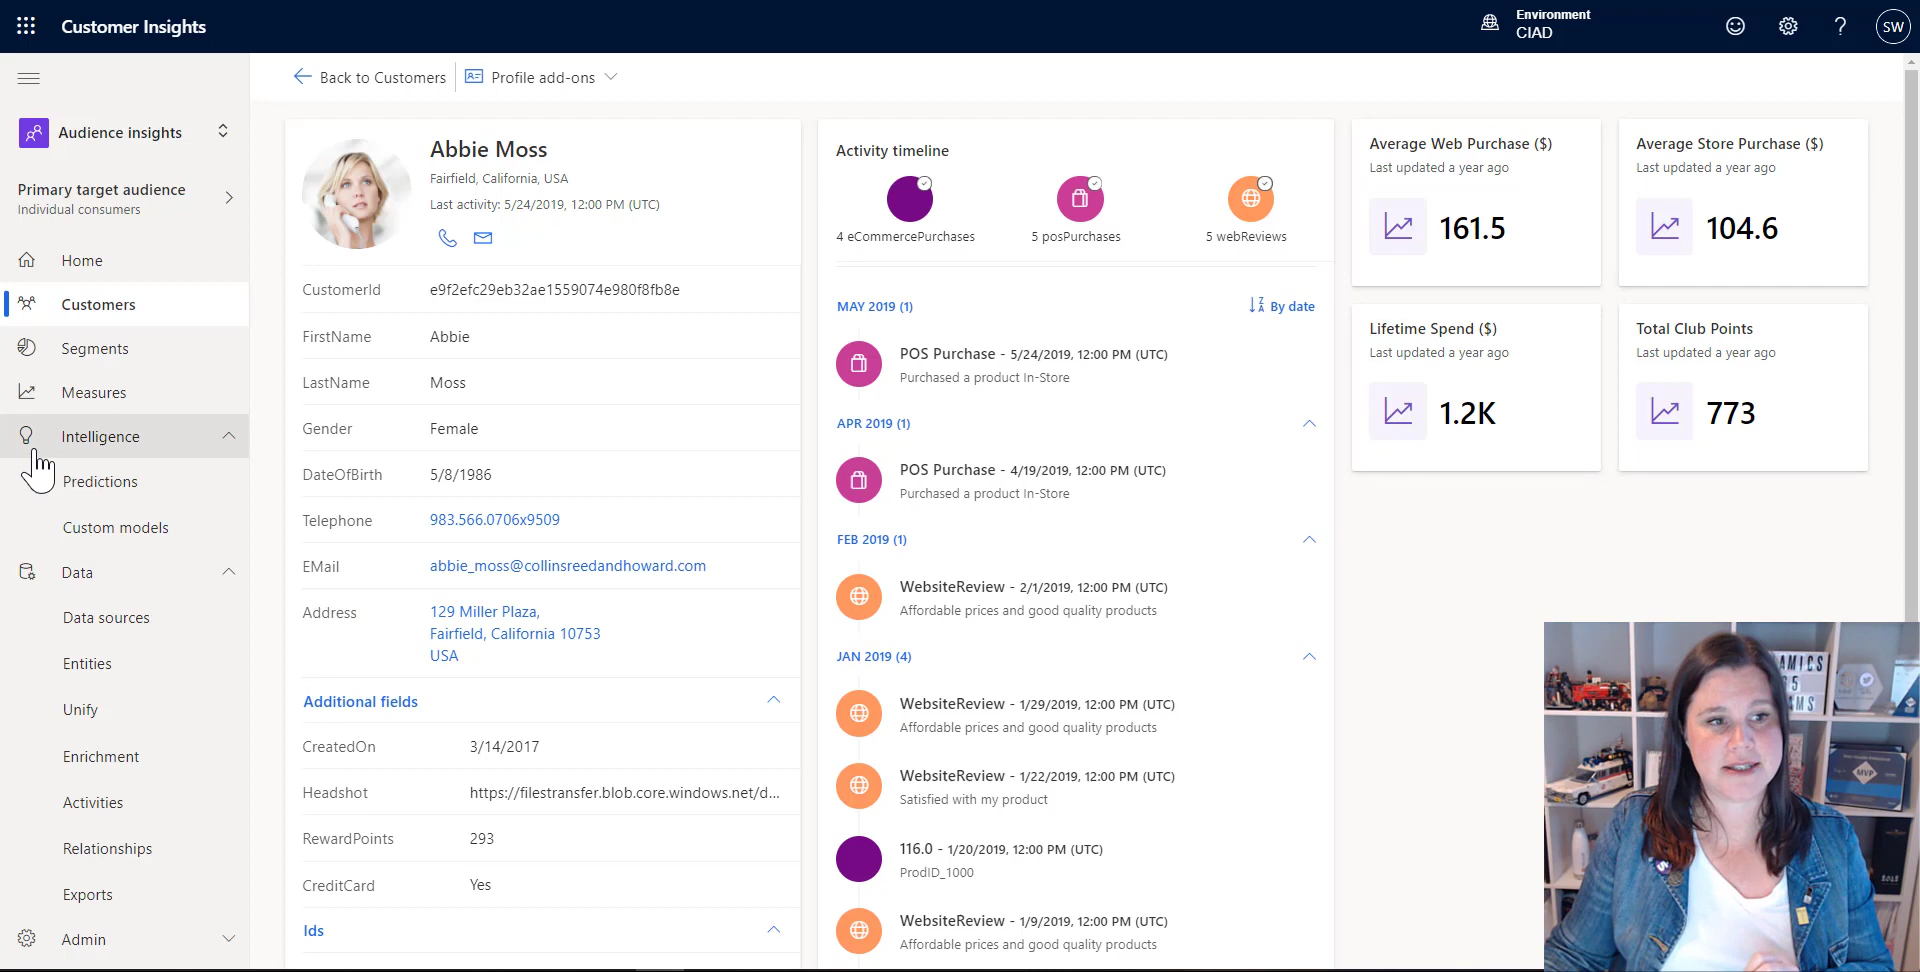 Customer Insights
Environment
CIAD
SW
Back to Customers
Profile add-ons
Audience insights
Primary target audience
Individual consumers
Home
Customers
Segments
Measures
Intelligence
Predictions
Custom models
Data
Data sources
Entities
Unify
Enrichment
Activities
Relationships
Exports
Admin
Abbie Moss
Fairfield, California, USA
Last activity: 5/24/2019, 12:00 PM (UTC)
CustomerId e9f2efc29eb32ae1559074e980f8fb8e
FirstName Abbie
LastName Moss
Gender Female
DateOfBirth 5/8/1986
Telephone 983.566.0706x9509
EMail abbie_moss@collinsreedandhoward.com
Address 129 Miller Plaza,
Fairfield, California 10753
USA
Additional fields
CreatedOn 3/14/2017
Headshot https://filestransfer.blob.core.windows.net/d...
RewardPoints 293
CreditCard Yes
Ids
Activity timeline
4 eCommercePurchases 5 posPurchases 5 webReviews
MAY 2019 (1) By date
POS Purchase - 5/24/2019, 12:00 PM (UTC)
Purchased a product In-Store
APR 2019 (1)
POS Purchase - 4/19/2019, 12:00 PM (UTC)
Purchased a product In-Store
FEB 2019 (1)
WebsiteReview - 2/1/2019, 12:00 PM (UTC)
Affordable prices and good quality products
JAN 2019 (4)
WebsiteReview - 1/29/2019, 12:00 PM (UTC)
Affordable prices and good quality products
WebsiteReview - 1/22/2019, 12:00 PM (UTC)
Satisfied with my product
116.0 - 1/20/2019, 12:00 PM (UTC)
ProdID_1000
WebsiteReview - 1/9/2019, 12:00 PM (UTC)
Affordable prices and good quality products
Average Web Purchase ($)
Last updated a year ago
161.5
Average Store Purchase ($)
Last updated a year ago
104.6
Lifetime Spend ($)
Last updated a year ago
1.2K
Total Club Points
Last updated a year ago
773
MVP